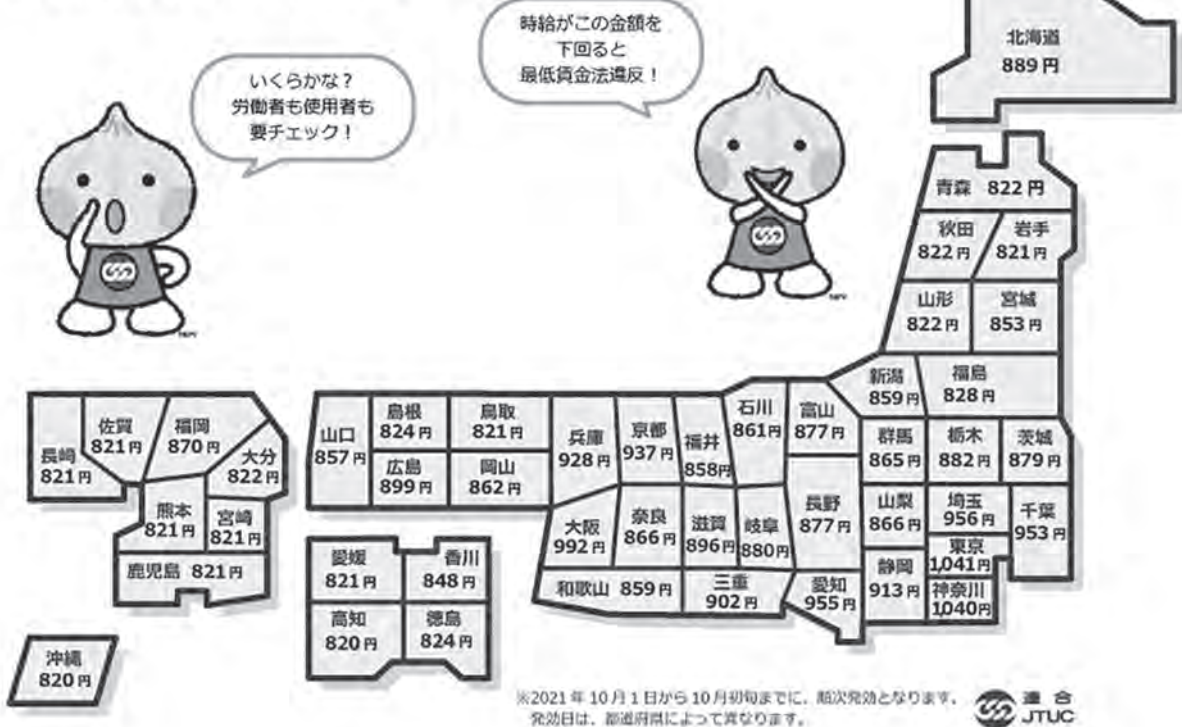 時給がこの金額を
下回ると
最低賃金法違反！
いくらかな？
労働者も使用者も
要チェック！
北海道
889円
青森 822円
秋田
822円
岩手
821円
山形
822円
宮城
853円
新潟
859円
福島
828円
長崎
821円
佐賀
821円
福岡
870円
大分
822円
熊本
821円
宮崎
821円
鹿児島 821円
沖縄
820円
山口
857円
島根
824円
鳥取
821円
広島
899円
岡山
862円
兵庫
928円
京都
937円
福井
858円
石川
861円
富山
877円
群馬
865円
栃木
882円
茨城
879円
大阪
992円
奈良
866円
滋賀
896円
岐阜
880円
長野
877円
山梨
866円
埼玉
956円
千葉
953円
東京
1,041円
神奈川
1,040円
静岡
913円
和歌山 859円
三重
902円
愛知
955円
愛媛
821円
香川
848円
高知
820円
徳島
824円
※2021年10月1日から10月初旬までに、順次発効となります。
発効日は、都道府県によって異なります。
連合
JTUC